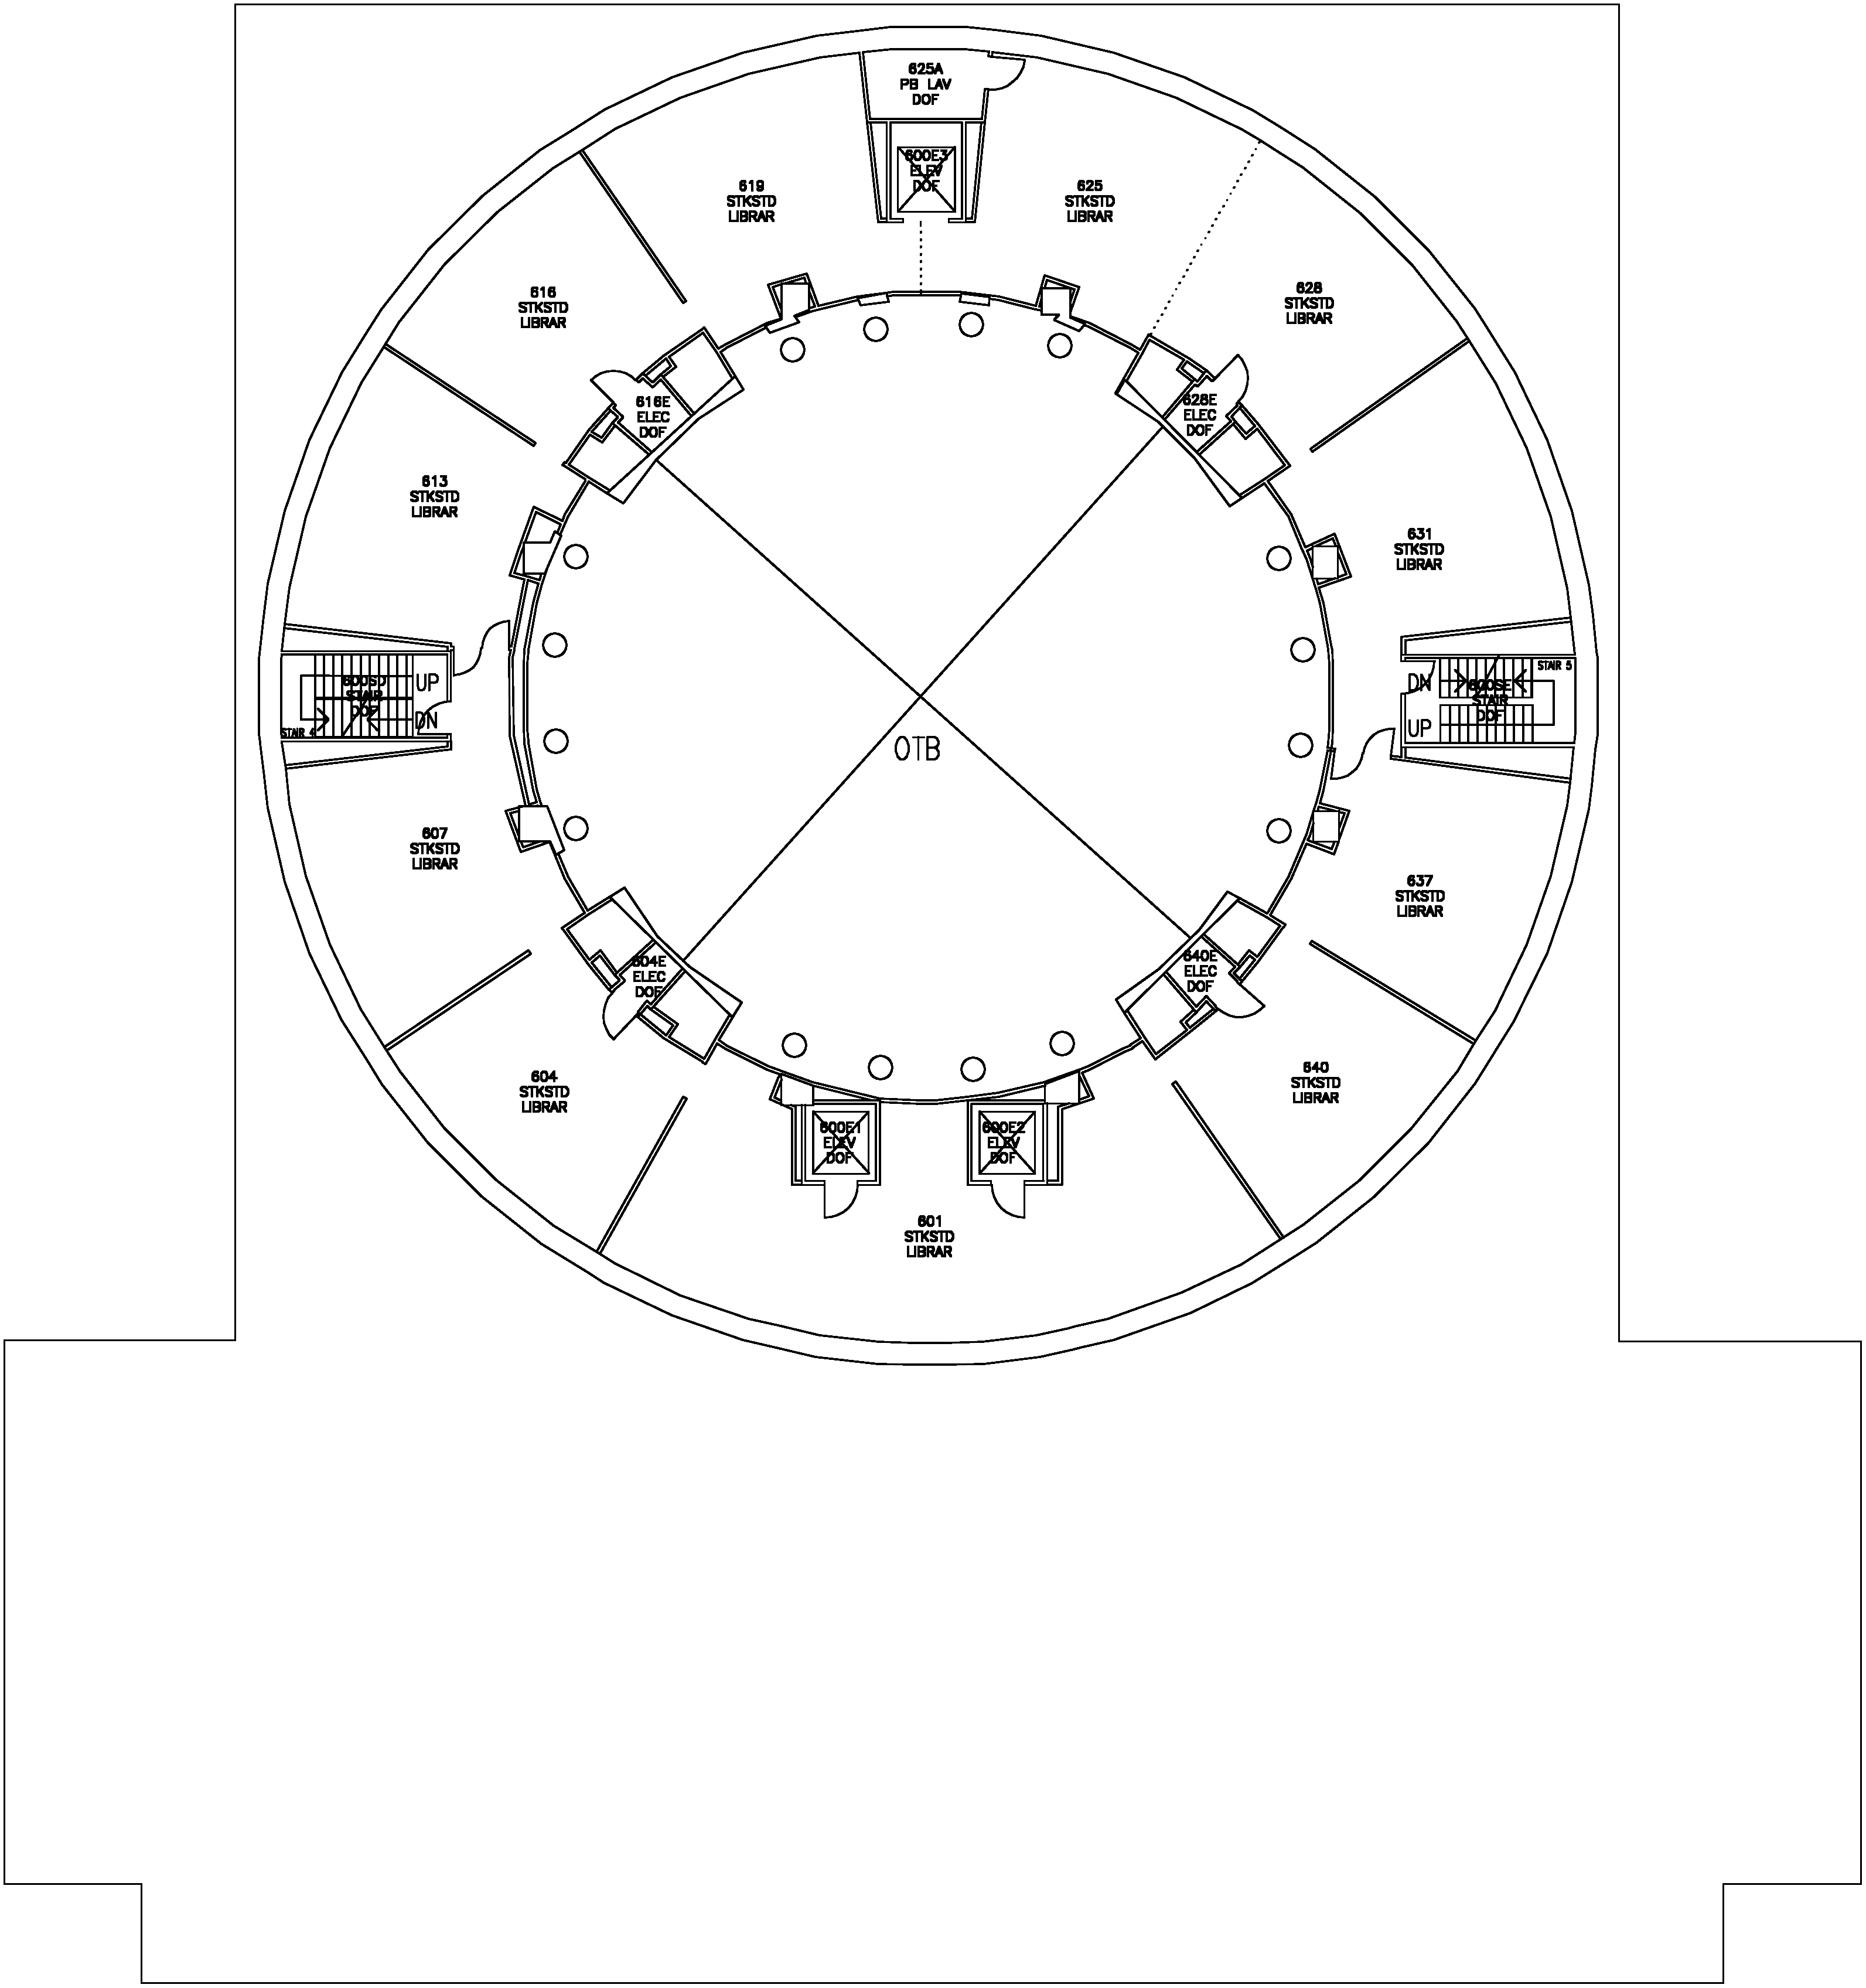 625A
PB LAV
DOF
600E3
ELEV
DOF
619
STKSTD
LIBRAR
625
STKSTD
LIBRAR
616
STKSTD
LIBRAR
628
STKSTD
LIBRAR
616E
ELEC
DOF
628E
ELEC
DOF
613
STKSTD
LIBRAR
631
STKSTD
LIBRAR
600SD
STAIR
DOF
UP
DN
STAIR 4
STAIR 5
DN
600SE
STAIR
DOF
UP
OTB
607
STKSTD
LIBRAR
637
STKSTD
LIBRAR
604E
ELEC
DOF
640E
ELEC
DOF
604
STKSTD
LIBRAR
640
STKSTD
LIBRAR
600E1
ELEV
DOF
600E2
ELEV
DOF
601
STKSTD
LIBRAR